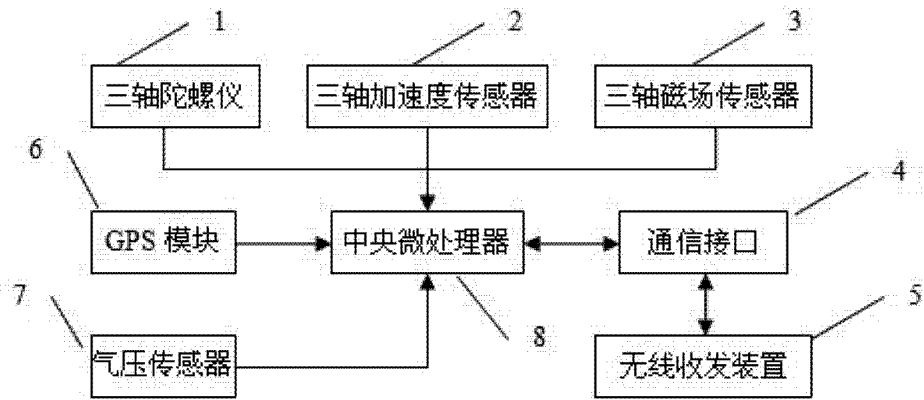 1
2
3
三轴陀螺仪
三轴加速度传感器
三轴磁场传感器
6
4
GPS 模块
中央微处理器
通信接口
7
8
5
气压传感器
无线收发装置